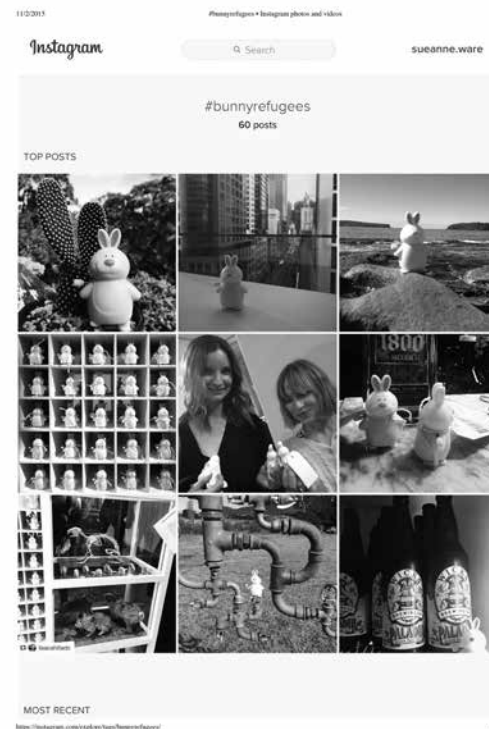 11/2/2015
#bunnyrefugees • Instagram photos and videos
Instagram
Search
sueanne.ware
#bunnyrefugees
60 posts
TOP POSTS
1800
MOST RECENT
https://instagram.com/explore/tags/bunnyrefugees/